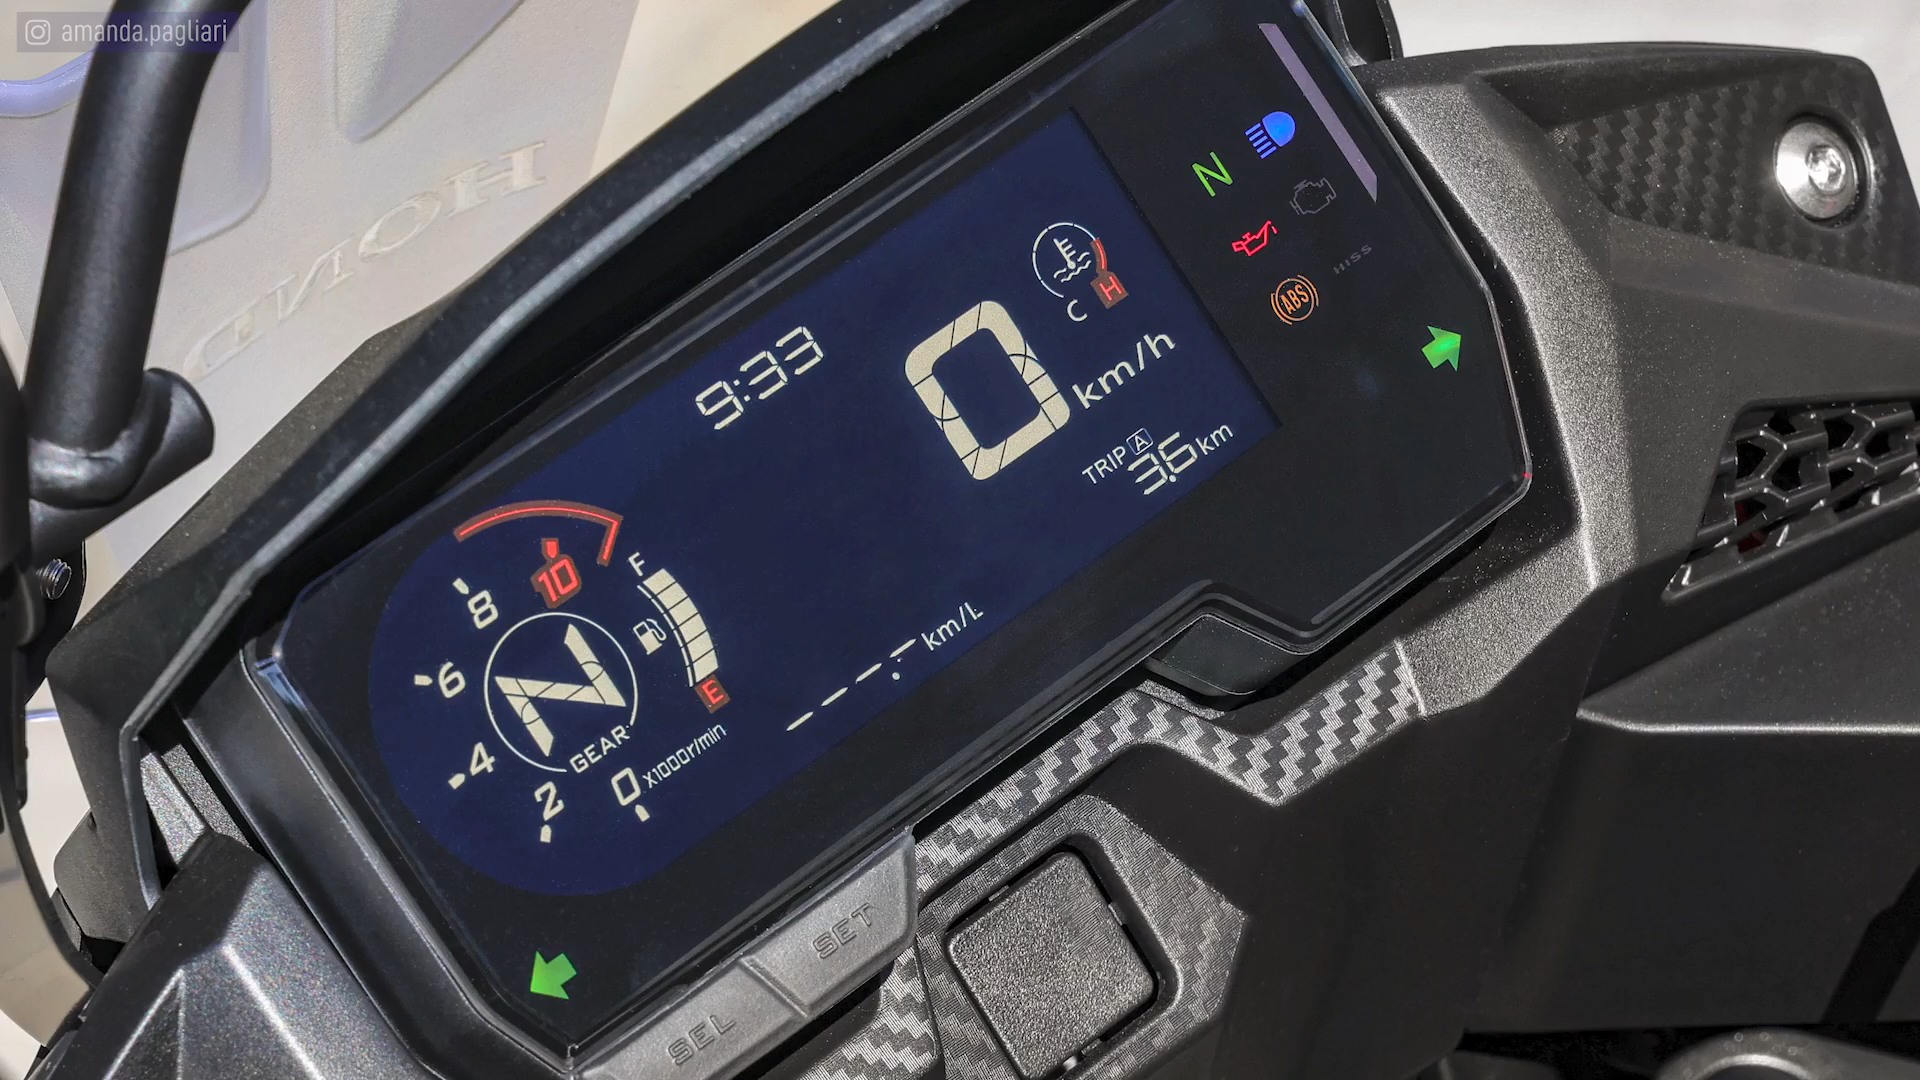 amanda.pagliari
HONDA
N
HISS
ABS
C
H
9:33
0 km/h
TRIP A
3.6 km
10
8
6
4
2
0 X1000r/min
N
GEAR
F
E
---.- km/L
SEL
SET